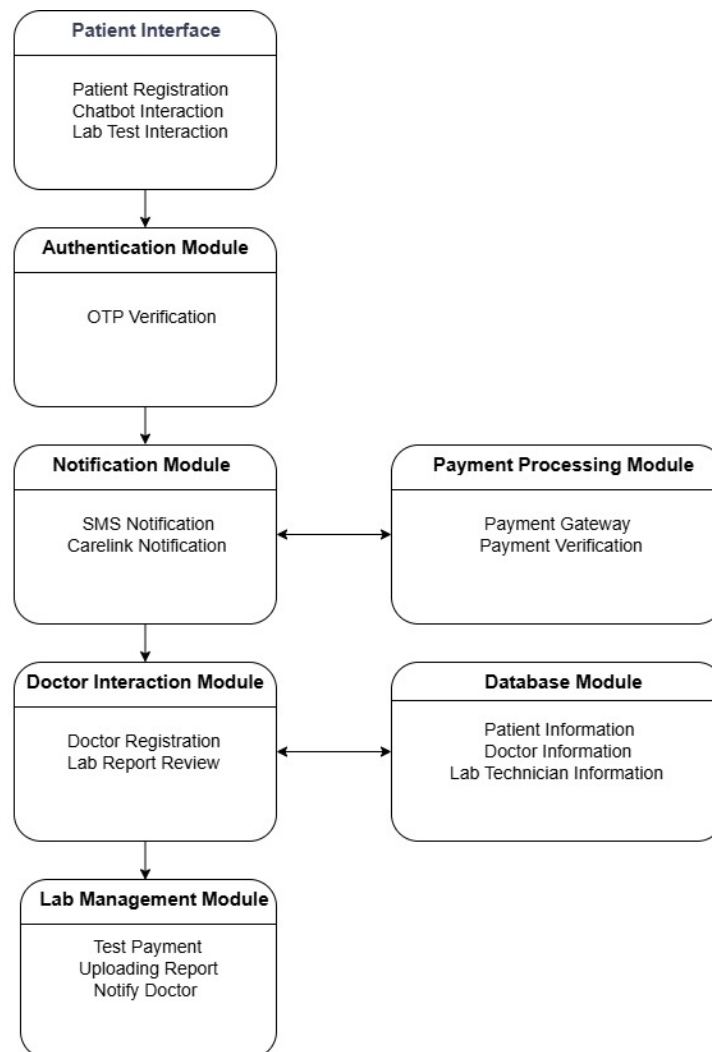 Patient Interface
Patient Registration
Chatbot Interaction
Lab Test Interaction
Authentication Module
OTP Verification
Notification Module
SMS Notification
Carelink Notification
Payment Processing Module
Payment Gateway
Payment Verification
Doctor Interaction Module
Doctor Registration
Lab Report Review
Database Module
Patient Information
Doctor Information
Lab Technician Information
Lab Management Module
Test Payment
Uploading Report
Notify Doctor